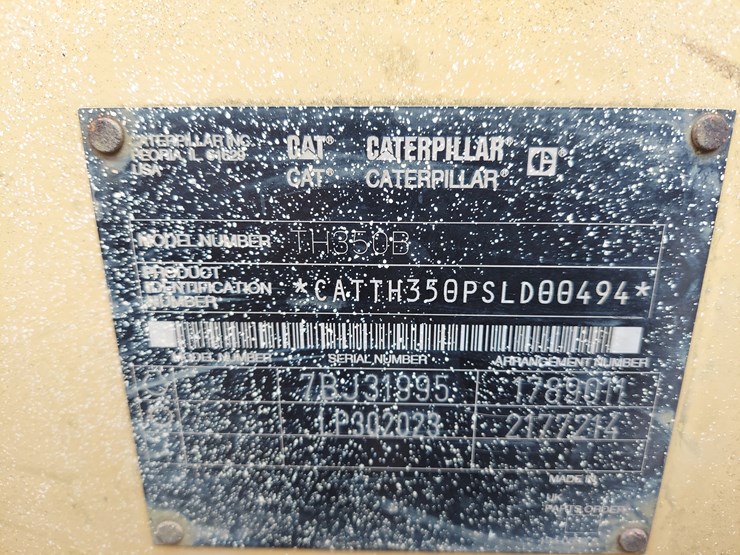 CATERPILLAR INC. CAT® CATERPILLAR®
PEORIA, IL 61629 CAT® CATERPILLAR®
USA
MODEL NUMBER TH350B
PRODUCT
IDENTIFICATION *CATTH350PSLD00494*
NUMBER
MODEL NUMBER SERIAL NUMBER ARRANGEMENT NUMBER
7BJ31995 1789011
LP302023 2177214
MADE IN
UK
PARTS ORDER